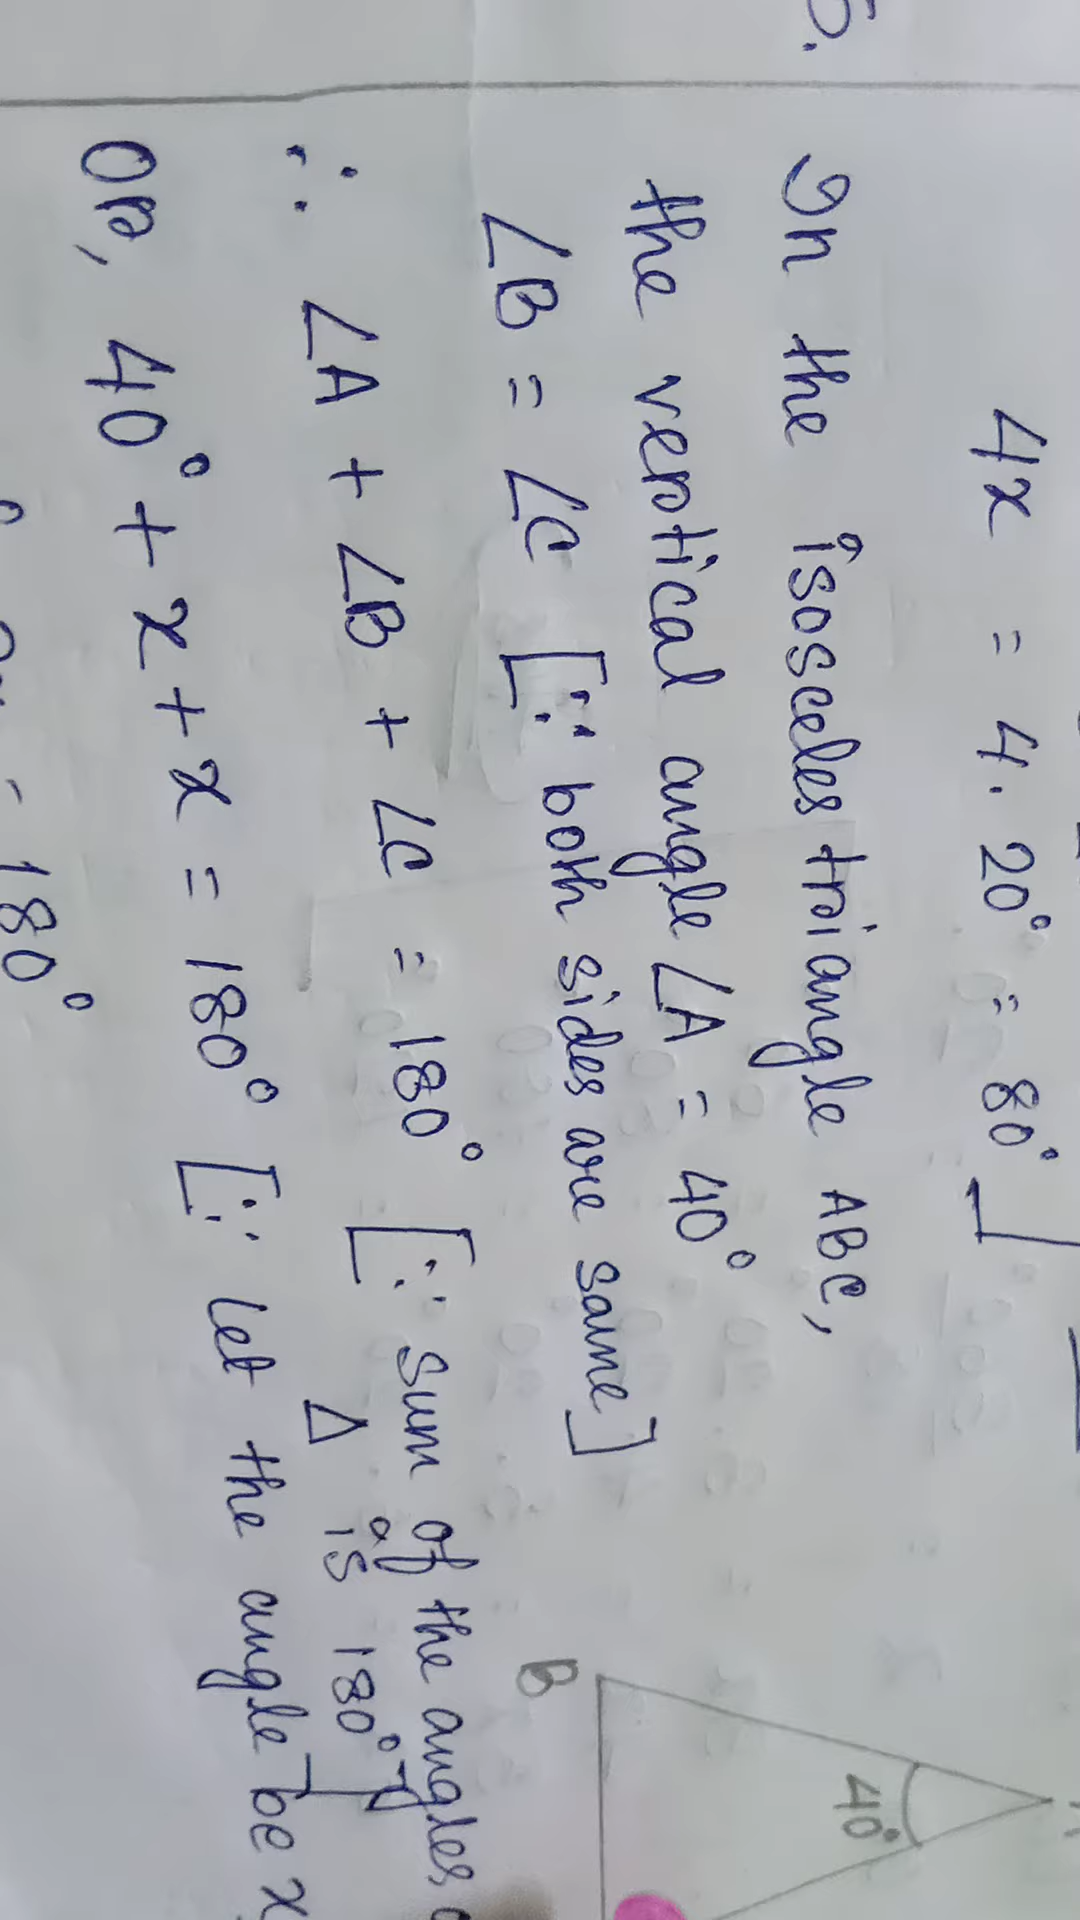 4x = 4. 20° = 80° ]
5.
In the isosceles triangle ABC,
the vertical angle ∠A = 40°
∠B = ∠C [∵ both sides are same]
∴ ∠A + ∠B + ∠C = 180° [∵ sum of the angles
of Δ is 180°]
OR, 40° + x + x = 180° [∵ Let the angle be x
= 180°
40°
B